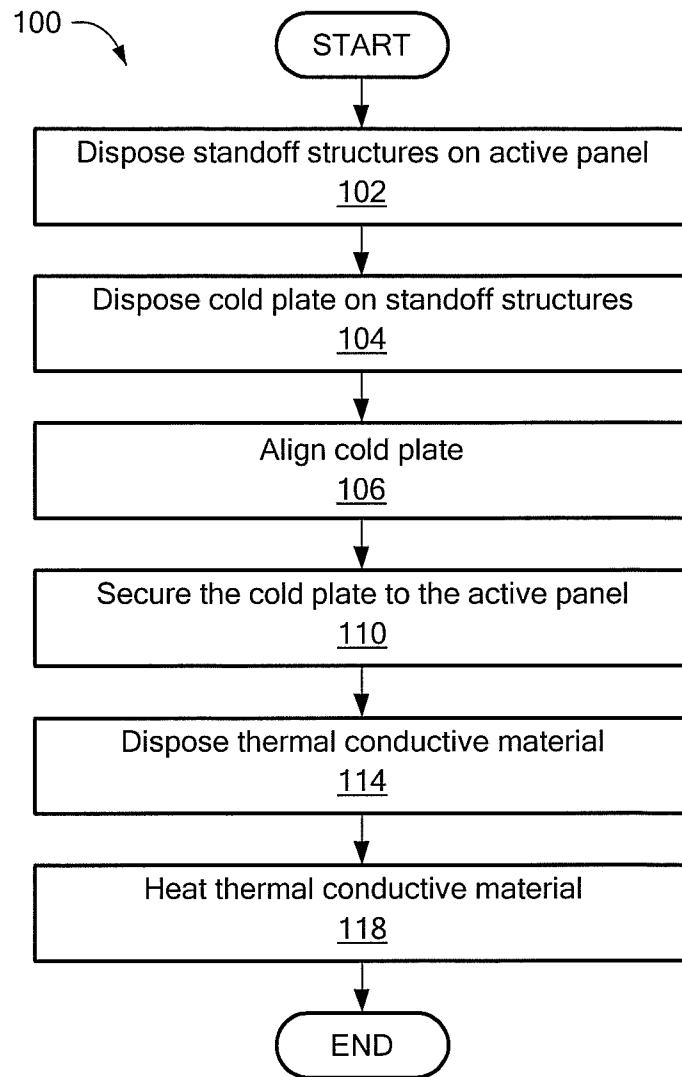 100
START
Dispose standoff structures on active panel
102
Dispose cold plate on standoff structures
104
Align cold plate
106
Secure the cold plate to the active panel
110
Dispose thermal conductive material
114
Heat thermal conductive material
118
END